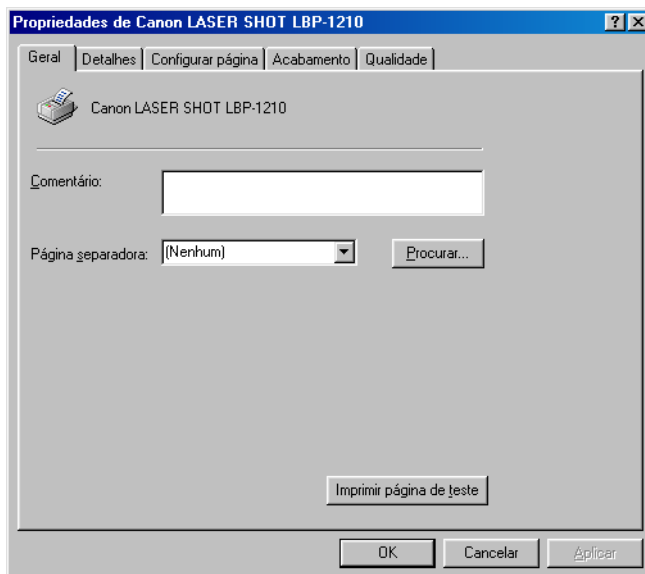 Propriedades de Canon LASER SHOT LBP-1210
Geral Detalhes Configurar página Acabamento Qualidade
Canon LASER SHOT LBP-1210
Comentário:
Página separadora: (Nenhum) Procurar...
Imprimir página de teste
OK Cancelar Aplicar